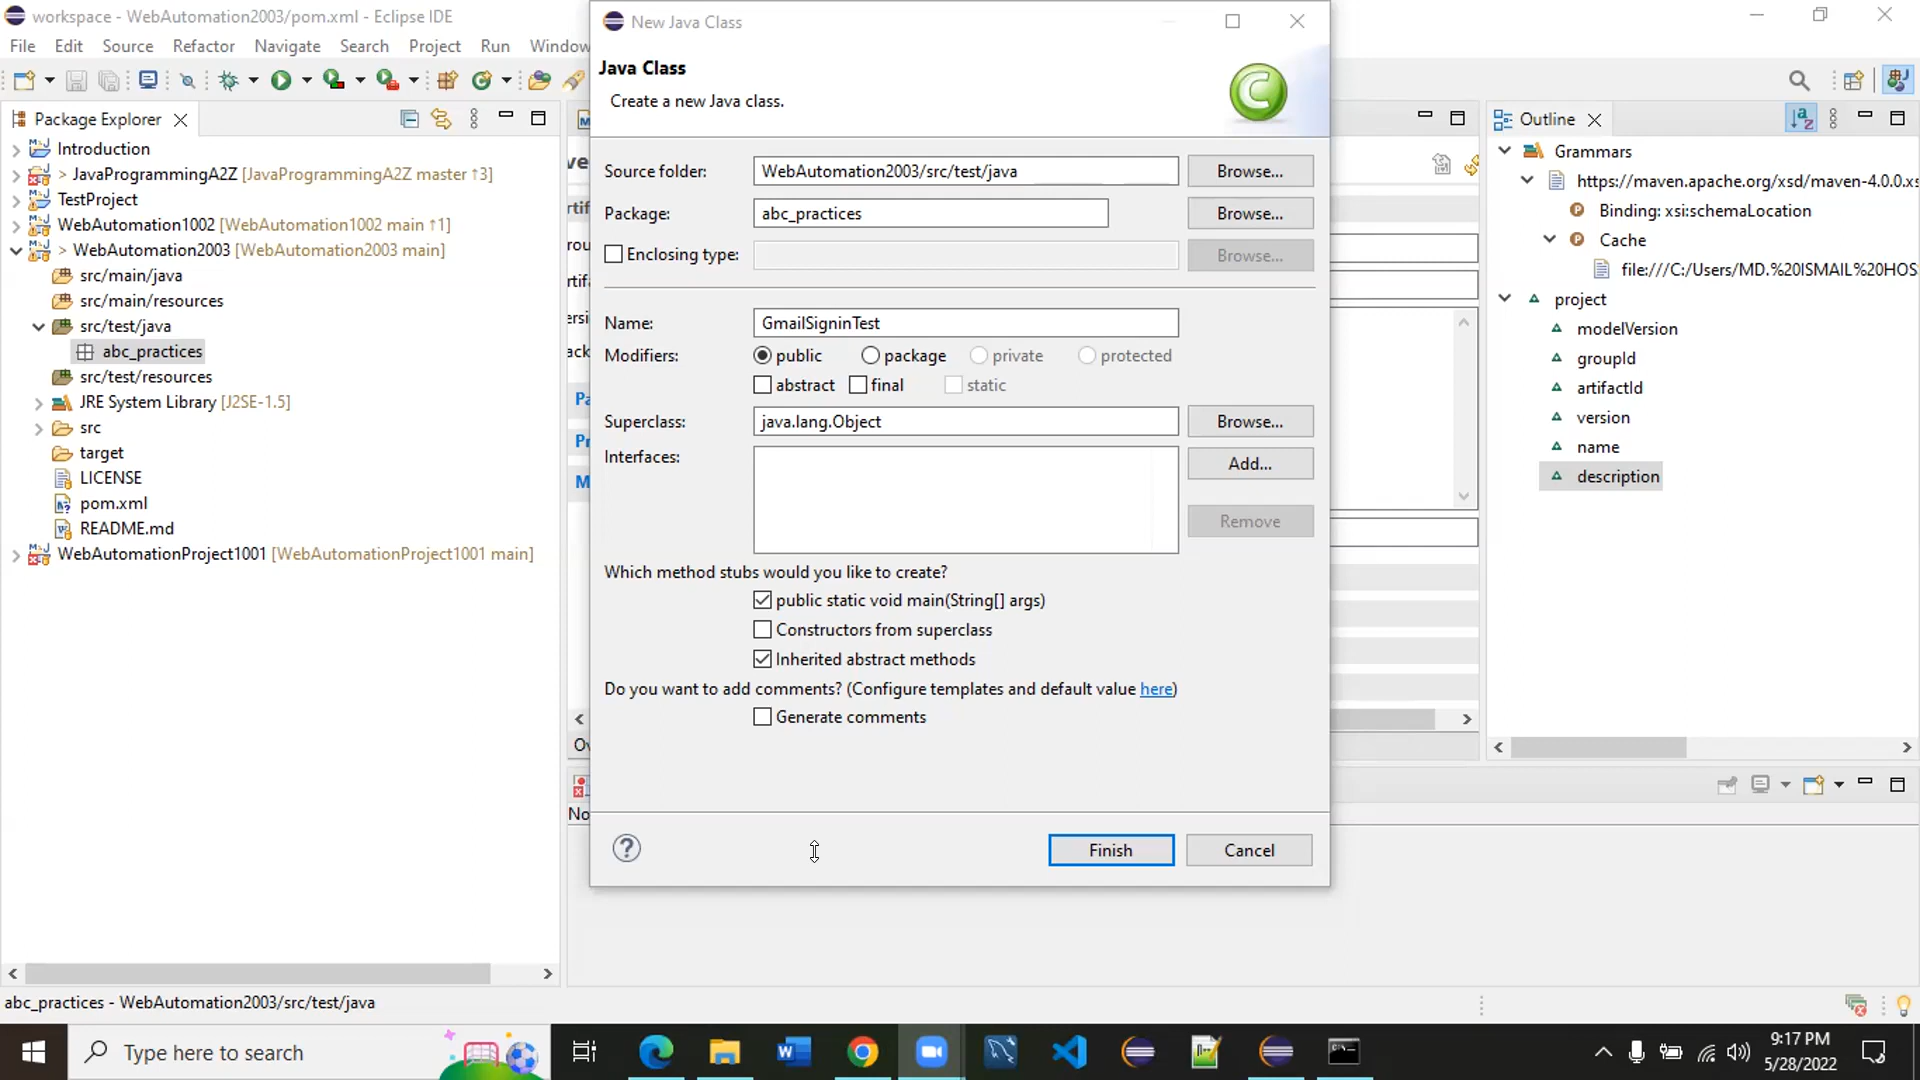 workspace - WebAutomation2003/pom.xml - Eclipse IDE
File Edit Source Refactor Navigate Search Project Run Window
Package Explorer
Introduction
> JavaProgrammingA2Z [JavaProgrammingA2Z master ↑3]
TestProject
WebAutomation1002 [WebAutomation1002 main ↑1]
> WebAutomation2003 [WebAutomation2003 main]
src/main/java
src/main/resources
src/test/java
abc_practices
src/test/resources
JRE System Library [J2SE-1.5]
src
target
LICENSE
pom.xml
README.md
WebAutomationProject1001 [WebAutomationProject1001 main]
New Java Class
Java Class
Create a new Java class.
Source folder: WebAutomation2003/src/test/java Browse...
Package: abc_practices Browse...
Enclosing type: Browse...
Name: GmailSigninTest
Modifiers: public package private protected
abstract final static
Superclass: java.lang.Object Browse...
Interfaces: Add...
Remove
Which method stubs would you like to create?
public static void main(String[] args)
Constructors from superclass
Inherited abstract methods
Do you want to add comments? (Configure templates and default value here)
Generate comments
Finish Cancel
Outline
Grammars
https://maven.apache.org/xsd/maven-4.0.0.xs
Binding: xsi:schemaLocation
Cache
file:///C:/Users/MD.%20ISMAIL%20HOS
project
modelVersion
groupId
artifactId
version
name
description
abc_practices - WebAutomation2003/src/test/java
Type here to search
9:17 PM
5/28/2022